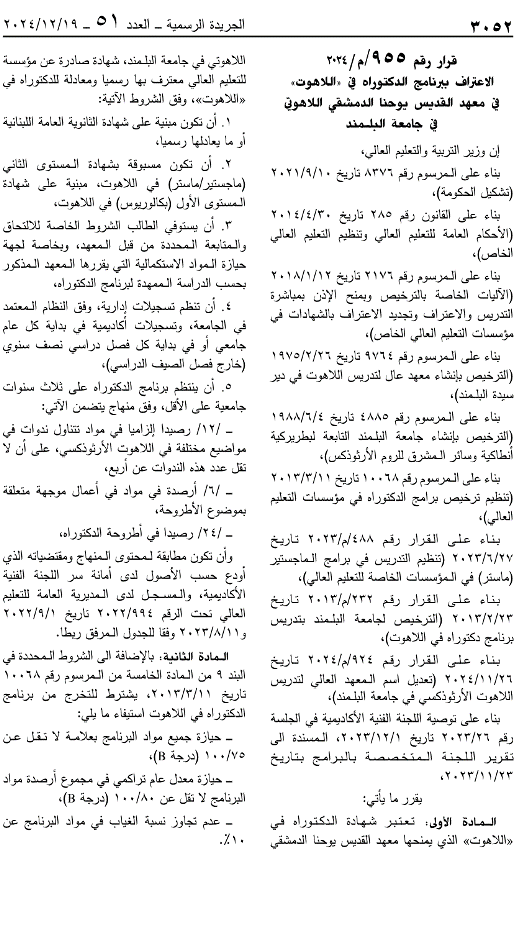 ٣٠٥٢
الجريدة الرسمية ــ العدد ٥١ ــ ٢٠٢٤/١٢/١٩
قرار رقم ٩٥٥/م/٢٠٢٤
الاعتراف ببرنامج الدكتوراه في «اللاهوت»
في معهد القديس يوحنا الدمشقي اللاهوتي
في جامعة البلمند
إن وزير التربية والتعليم العالي،
بناء على المرسوم رقم ٨٣٧٦ تاريخ ٢٠٢١/٩/١٠
(تشكيل الحكومة)،
بناء على القانون رقم ٢٨٥ تاريخ ٢٠١٤/٤/٣٠
(الأحكام العامة للتعليم العالي وتنظيم التعليم العالي
الخاص)،
بناء على المرسوم رقم ٢١٧٦ تاريخ ٢٠١٨/١/١٢
(الآليات الخاصة بالترخيص وبمنح الإذن بمباشرة
التدريس والاعتراف وتجديد الاعتراف بالشهادات في
مؤسسات التعليم العالي الخاص)،
بناء على المرسوم رقم ٩٧٦٤ تاريخ ١٩٧٥/٢/٢٦
(الترخيص بإنشاء معهد عال لتدريس اللاهوت في دير
سيدة البلمند)،
بناء على المرسوم رقم ٤٨٨٥ تاريخ ١٩٨٨/٦/٤
(الترخيص بإنشاء جامعة البلمند التابعة لبطريركية
أنطاكية وسائر المشرق للروم الأرثوذكس)،
بناء على المرسوم رقم ١٠٠٦٨ تاريخ ٢٠١٣/٣/١١
(تنظيم ترخيص برامج الدكتوراه في مؤسسات التعليم
العالي)،
بناء على القرار رقم ٤٨٨/م/٢٠٢٣ تاريخ
٢٠٢٣/٦/٢٧ (تنظيم التدريس في برامج الماجستير
(ماستر) في المؤسسات الخاصة للتعليم العالي)،
بناء على القرار رقم ٢٣٢/م/٢٠١٣ تاريخ
٢٠١٣/٢/٢٣ (الترخيص لجامعة البلمند بتدريس
برنامج دكتوراه في اللاهوت)،
بناء على القرار رقم ٩٢٤/م/٢٠٢٤ تاريخ
٢٠٢٤/١١/٢٦ (تعديل اسم المعهد العالي لتدريس
اللاهوت الأرثوذكسي في جامعة البلمند)،
بناء على توصية اللجنة الفنية الأكاديمية في الجلسة
رقم ٢٠٢٣/٢٦ تاريخ ٢٠٢٣/١٢/١، المسندة الى
تقرير اللجنة المتخصصة بالبرامج بتاريخ
٢٠٢٣/١١/٢٣،
يقرر ما يأتي:
المادة الأولى: تعتبر شهادة الدكتوراه في
«اللاهوت» الذي يمنحها معهد القديس يوحنا الدمشقي
اللاهوتي في جامعة البلمند، شهادة صادرة عن مؤسسة
للتعليم العالي معترف بها رسميا ومعادلة للدكتوراه في
«اللاهوت»، وفق الشروط الآتية:
١. أن تكون مبنية على شهادة الثانوية العامة اللبنانية
أو ما يعادلها رسميا،
٢. أن تكون مسبوقة بشهادة المستوى الثاني
(ماجستير/ماستر) في اللاهوت، مبنية على شهادة
المستوى الأول (بكالوريوس) في اللاهوت،
٣. أن يستوفي الطالب الشروط الخاصة للالتحاق
والمتابعة المحددة من قبل المعهد، وبخاصة لجهة
حيازة المواد الاستكمالية التي يقررها المعهد المذكور
بحسب الدراسة الممهدة لبرنامج الدكتوراه،
٤. أن تنظم تسجيلات إدارية، وفق النظام المعتمد
في الجامعة، وتسجيلات أكاديمية في بداية كل عام
جامعي أو في بداية كل فصل دراسي نصف سنوي
(خارج فصل الصيف الدراسي)،
٥. أن ينتظم برنامج الدكتوراه على ثلاث سنوات
جامعية على الأقل، وفق منهاج يتضمن الآتي:
ــ /١٢/ رصيدا إلزاميا في مواد تتناول ندوات في
مواضيع مختلفة في اللاهوت الأرثوذكسي، على أن لا
تقل عدد هذه الندوات عن أربع،
ــ /٦/ أرصدة في مواد في أعمال موجهة متعلقة
بموضوع الأطروحة،
ــ /٢٤/ رصيدا في أطروحة الدكتوراه،
وأن تكون مطابقة لمحتوى المنهاج ومقتضياته الذي
أودع حسب الأصول لدى أمانة سر اللجنة الفنية
الأكاديمية، والمسجل لدى المديرية العامة للتعليم
العالي تحت الرقم ٢٠٢٢/٩٩٤ تاريخ ٢٠٢٢/٩/١
و٢٠٢٣/٨/١١ وفقا للجدول المرفق ربطا.
المادة الثانية: بالإضافة الى الشروط المحددة في
البند ٩ من المادة الخامسة من المرسوم رقم ١٠٠٦٨
تاريخ ٢٠١٣/٣/١١، يشترط للتخرج من برنامج
الدكتوراه في اللاهوت استيفاء ما يلي:
ــ حيازة جميع مواد البرنامج بعلامة لا تقل عن
١٠٠/٧٥ (درجة B)،
ــ حيازة معدل عام تراكمي في مجموع أرصدة مواد
البرنامج لا تقل عن ١٠٠/٨٠ (درجة B)،
ــ عدم تجاوز نسبة الغياب في مواد البرنامج عن
١٠٪.